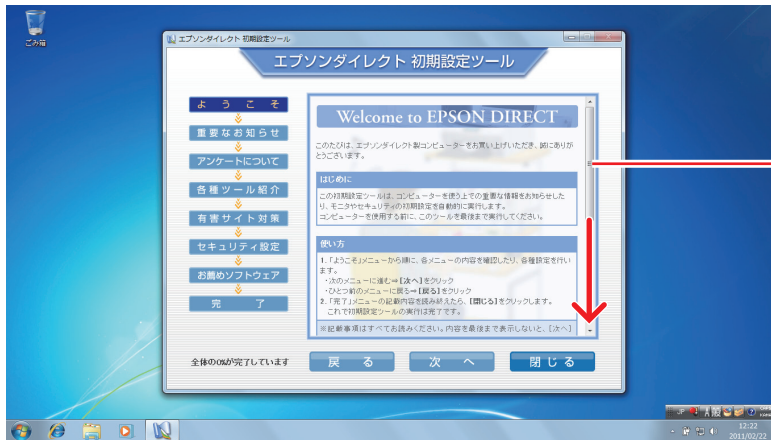 ごみ箱
エプソンダイレクト 初期設定ツール
エプソンダイレクト 初期設定ツール
ようこそ
重要なお知らせ
アンケートについて
各種ツール紹介
有害サイト対策
セキュリティ設定
お薦めソフトウェア
完 了
Welcome to EPSON DIRECT
このたびは、エプソンダイレクト製コンピューターをお買い上げいただき、誠にありが
とうございます。
はじめに
この初期設定ツールは、コンピューターを使う上での重要な情報をお知らせした
り、モニタやセキュリティの初期設定を自動的に実行します。
コンピューターを使用する前に、このツールを最後まで実行してください。
使い方
1.「ようこそ」メニューから順に、各メニューの内容を確認したり、各種設定を行い
ます。
・次のメニューに進む⇒[次へ]をクリック
・ひとつ前のメニューに戻る⇒[戻る]をクリック
2.「完了」メニューの記載内容を読み終えたら、[閉じる]をクリックします。
これで初期設定ツールの実行は完了です。
※記載事項はすべてお読みください。内容を最後まで表示しないと、[次へ]
全体の0%が完了しています
戻 る
次 へ
閉 じ る
JP
12:22
2011/02/22